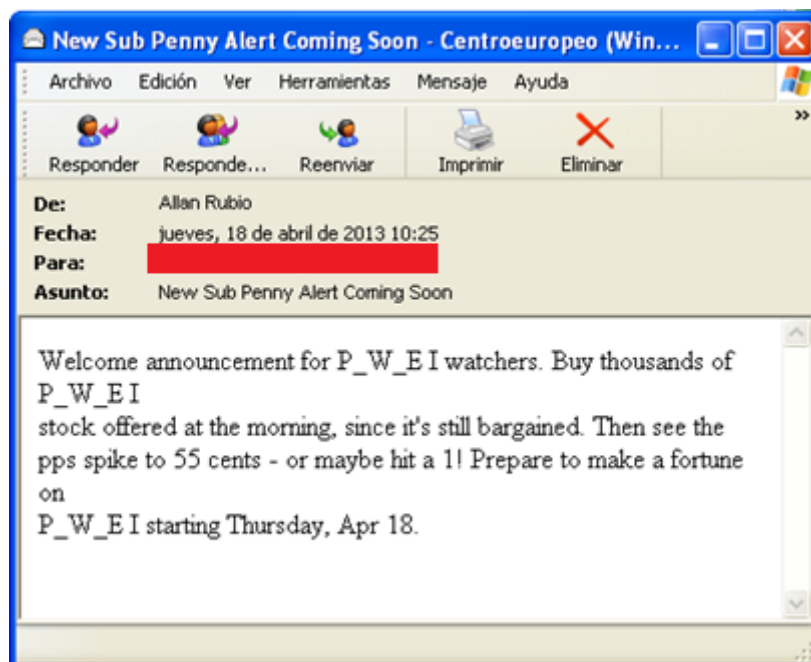 New Sub Penny Alert Coming Soon - Centroeuropeo (Win...
Archivo Edición Ver Herramientas Mensaje Ayuda
Responder Responde... Reenviar Imprimir Eliminar »
De: Allan Rubio
Fecha: jueves, 18 de abril de 2013 10:25
Para:
Asunto: New Sub Penny Alert Coming Soon
Welcome announcement for P_W_E I watchers. Buy thousands of
P_W_E I
stock offered at the morning, since it's still bargained. Then see the
pps spike to 55 cents - or maybe hit a 1! Prepare to make a fortune
on
P_W_E I starting Thursday, Apr 18.